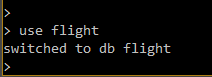 >
> use flight
switched to db flight
>